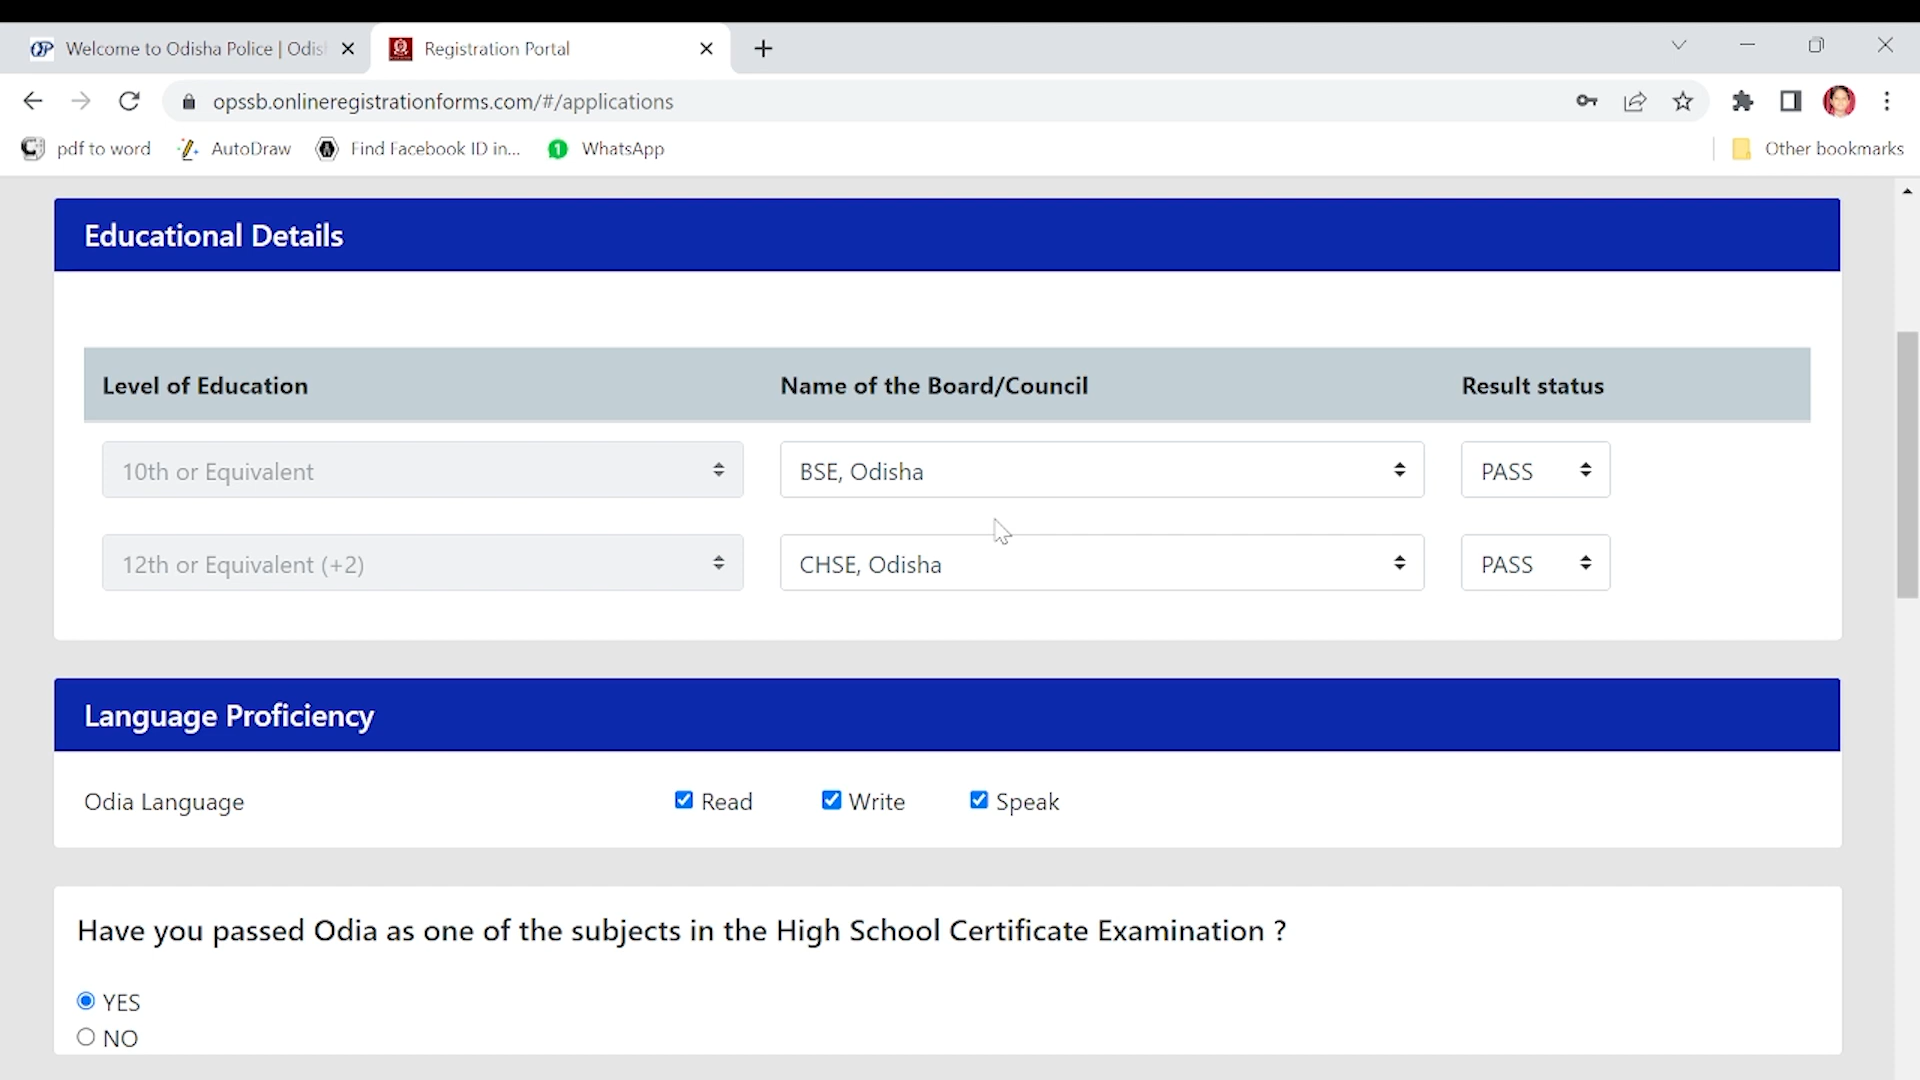 Welcome to Odisha Police | Odis
Registration Portal
opssb.onlineregistrationforms.com/#/applications
pdf to word
AutoDraw
Find Facebook ID in...
1
WhatsApp
Other bookmarks
Educational Details
Level of Education Name of the Board/Council Result status
10th or Equivalent BSE, Odisha PASS
12th or Equivalent (+2) CHSE, Odisha PASS
Language Proficiency
Odia Language Read Write Speak
Have you passed Odia as one of the subjects in the High School Certificate Examination ?
YES
NO